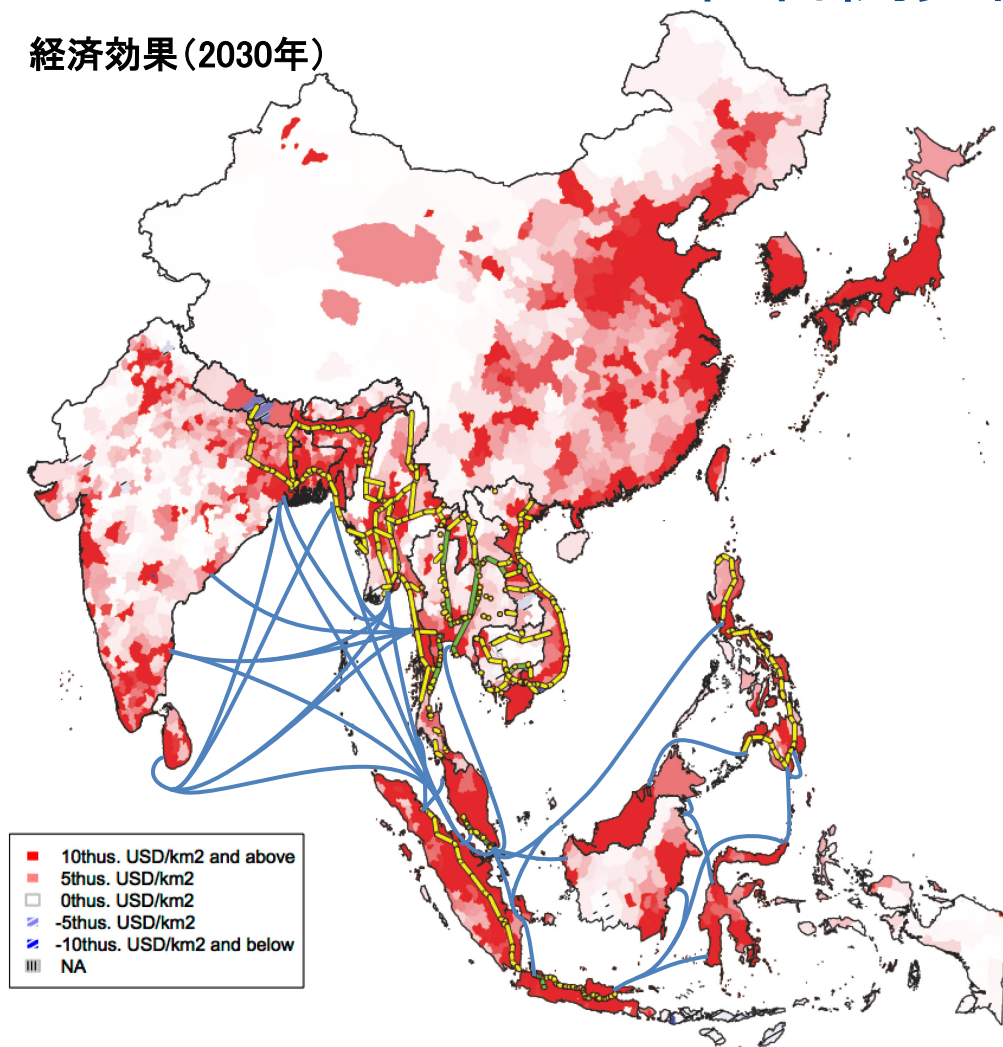 経済効果(2030年)
10thus. USD/km2 and above
5thus. USD/km2
0thus. USD/km2
-5thus. USD/km2
-10thus. USD/km2 and below
NA